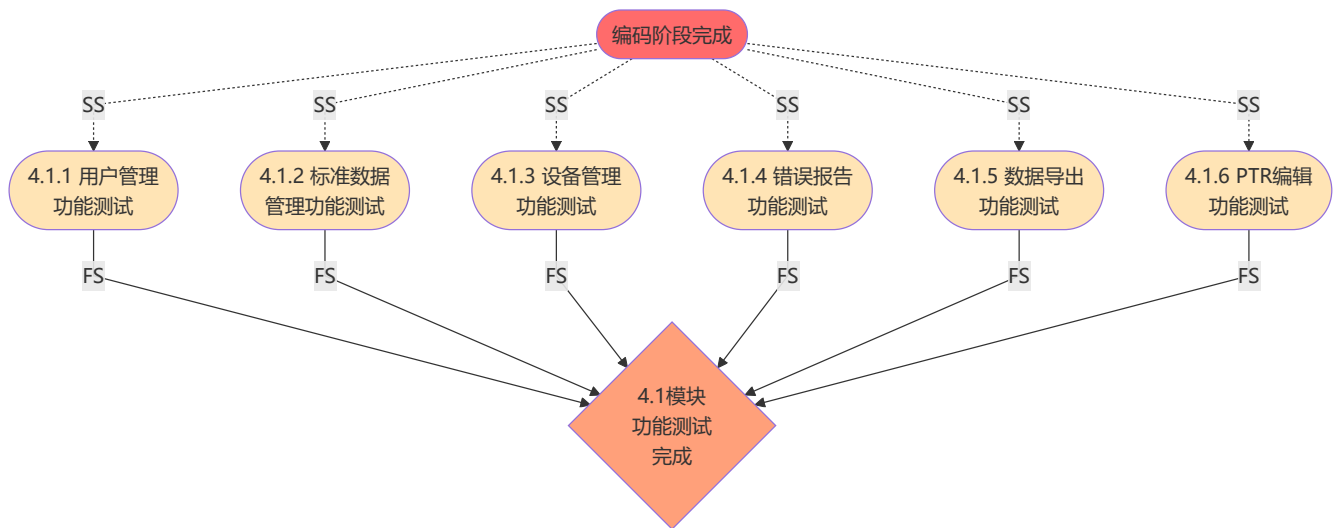 编码阶段完成
SS
SS
SS
SS
SS
SS
4.1.1 用户管理
功能测试
4.1.2 标准数据
管理功能测试
4.1.3 设备管理
功能测试
4.1.4 错误报告
功能测试
4.1.5 数据导出
功能测试
4.1.6 PTR编辑
功能测试
FS
FS
FS
FS
FS
FS
4.1模块
功能测试
完成